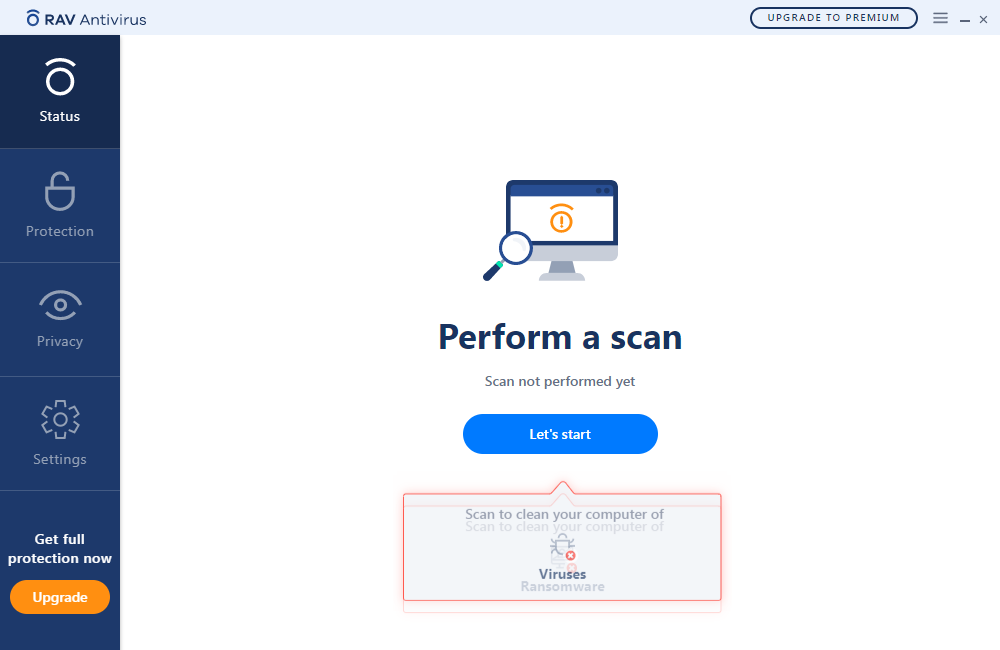 RAV Antivirus
UPGRADE TO PREMIUM
Status
Protection
Privacy
Settings
Get full
protection now
Upgrade
Perform a scan
Scan not performed yet
Let's start
Scan to clean your computer of
Scan to clean your computer of
Viruses
Ransomware